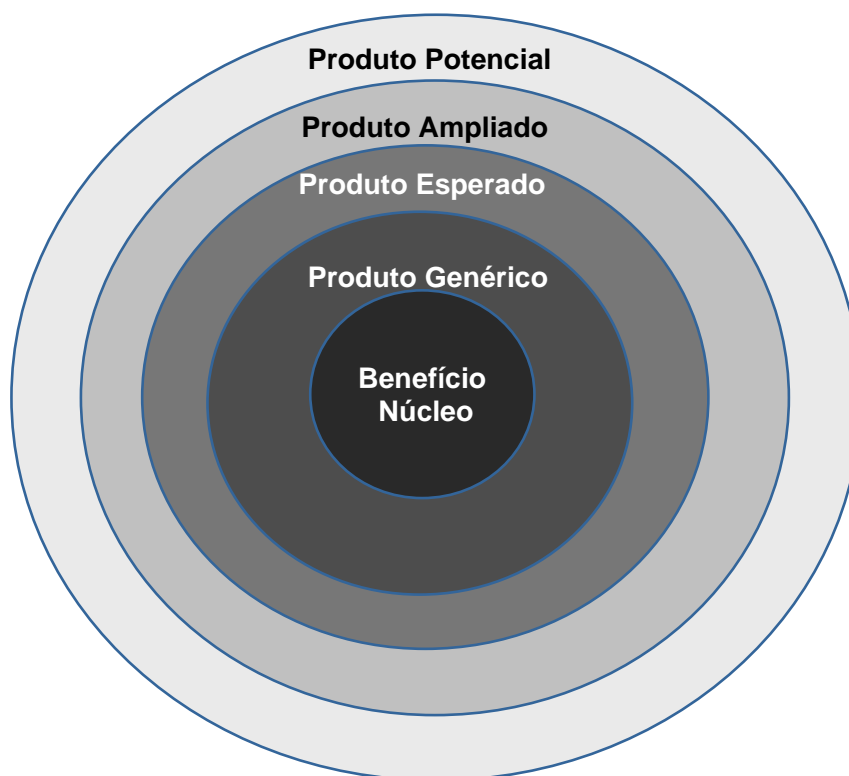 Produto Potencial
Produto Ampliado
Produto Esperado
Produto Genérico
Benefício
Núcleo